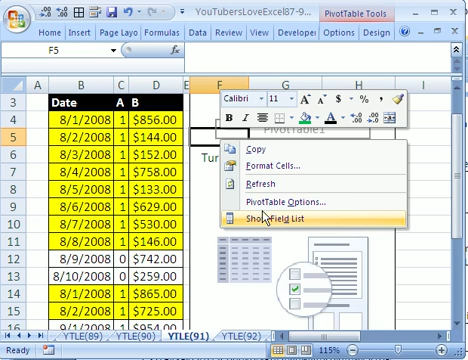 YouTubersLoveExcel87-9...
PivotTable Tools
Home Insert Page Layo Formulas Data Review View Developer Options Design
F5
A B C D E F G H I
3 Date A B
4 8/1/2008 1 $856.00
5 8/2/2008 1 $144.00
6 8/3/2008 1 $152.00
7 8/4/2008 1 $758.00
8 8/5/2008 1 $133.00
9 8/6/2008 1 $629.00
10 8/7/2008 1 $530.00
11 8/8/2008 1 $146.00
12 8/9/2008 0 $742.00
13 8/10/2008 0 $259.00
14 8/11/2008 1 $865.00
15 8/12/2008 1 $725.00
16 9/1/2008 1 $954.00
Calibri 11 A A $ % ,
B I A
PivotTable1
Tur
Copy
Format Cells...
Refresh
PivotTable Options...
Show Field List
YTLE(89) YTLE(90) YTLE(91) YTLE(92)
115%